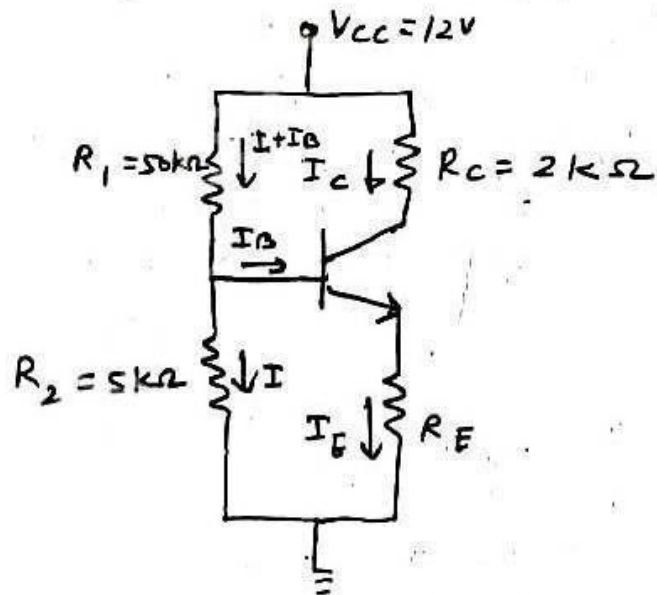 VCC=12V
R1=50kΩ
I+IB
IC
RC=2kΩ
IB
R2=5kΩ
I
IE
RE